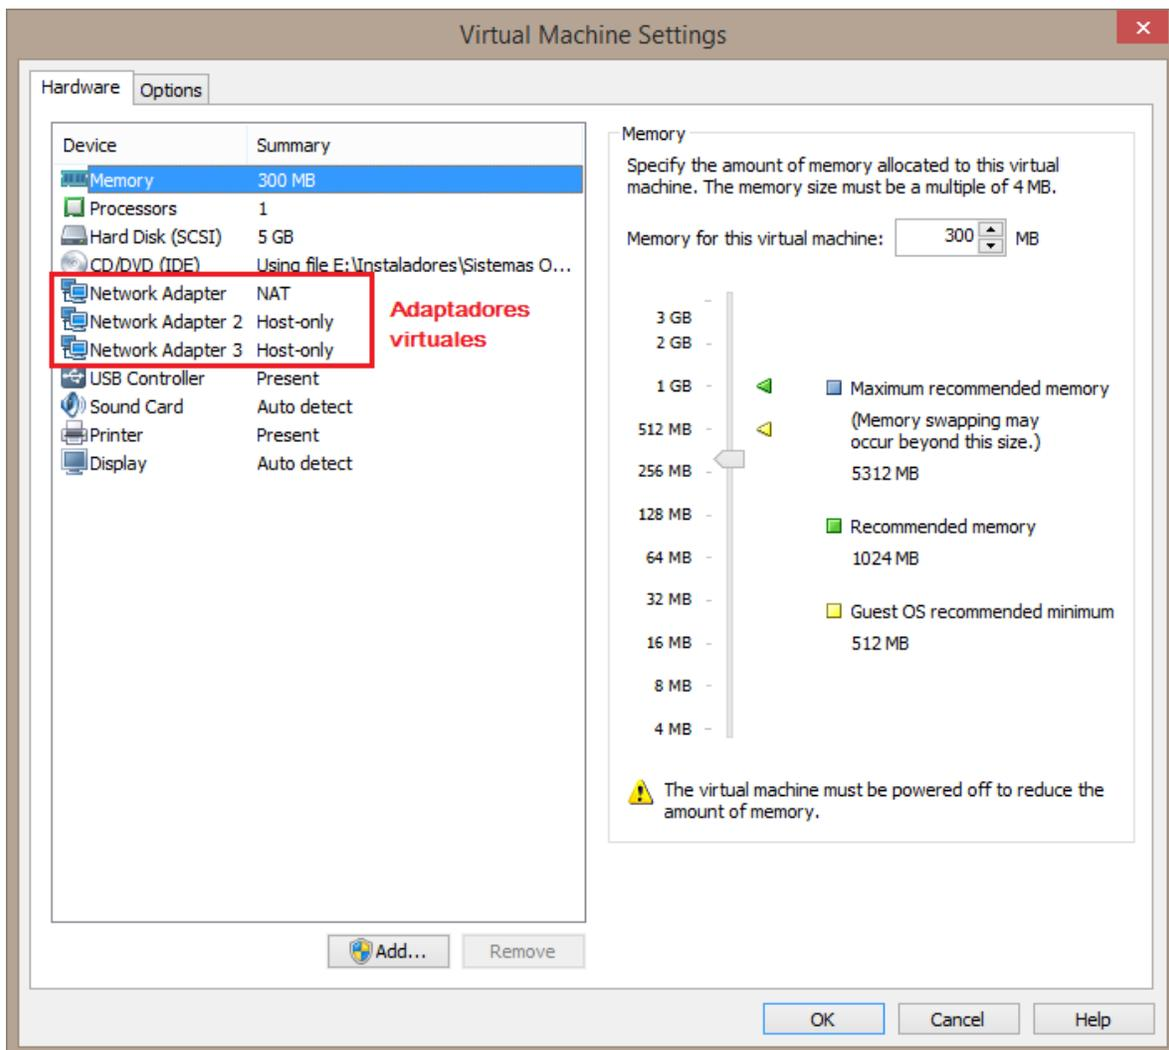 Virtual Machine Settings
Hardware
Options
Device Summary
Memory 300 MB
Processors 1
Hard Disk (SCSI) 5 GB
CD/DVD (IDE) Using file E:\Instaladores\Sistemas O...
Network Adapter NAT
Network Adapter 2 Host-only
Network Adapter 3 Host-only
Adaptadores
virtuales
USB Controller Present
Sound Card Auto detect
Printer Present
Display Auto detect
Add...
Remove
Memory
Specify the amount of memory allocated to this virtual
machine. The memory size must be a multiple of 4 MB.
Memory for this virtual machine: 300 MB
3 GB
2 GB
1 GB
512 MB
256 MB
128 MB
64 MB
32 MB
16 MB
8 MB
4 MB
Maximum recommended memory
(Memory swapping may
occur beyond this size.)
5312 MB
Recommended memory
1024 MB
Guest OS recommended minimum
512 MB
The virtual machine must be powered off to reduce the
amount of memory.
OK
Cancel
Help